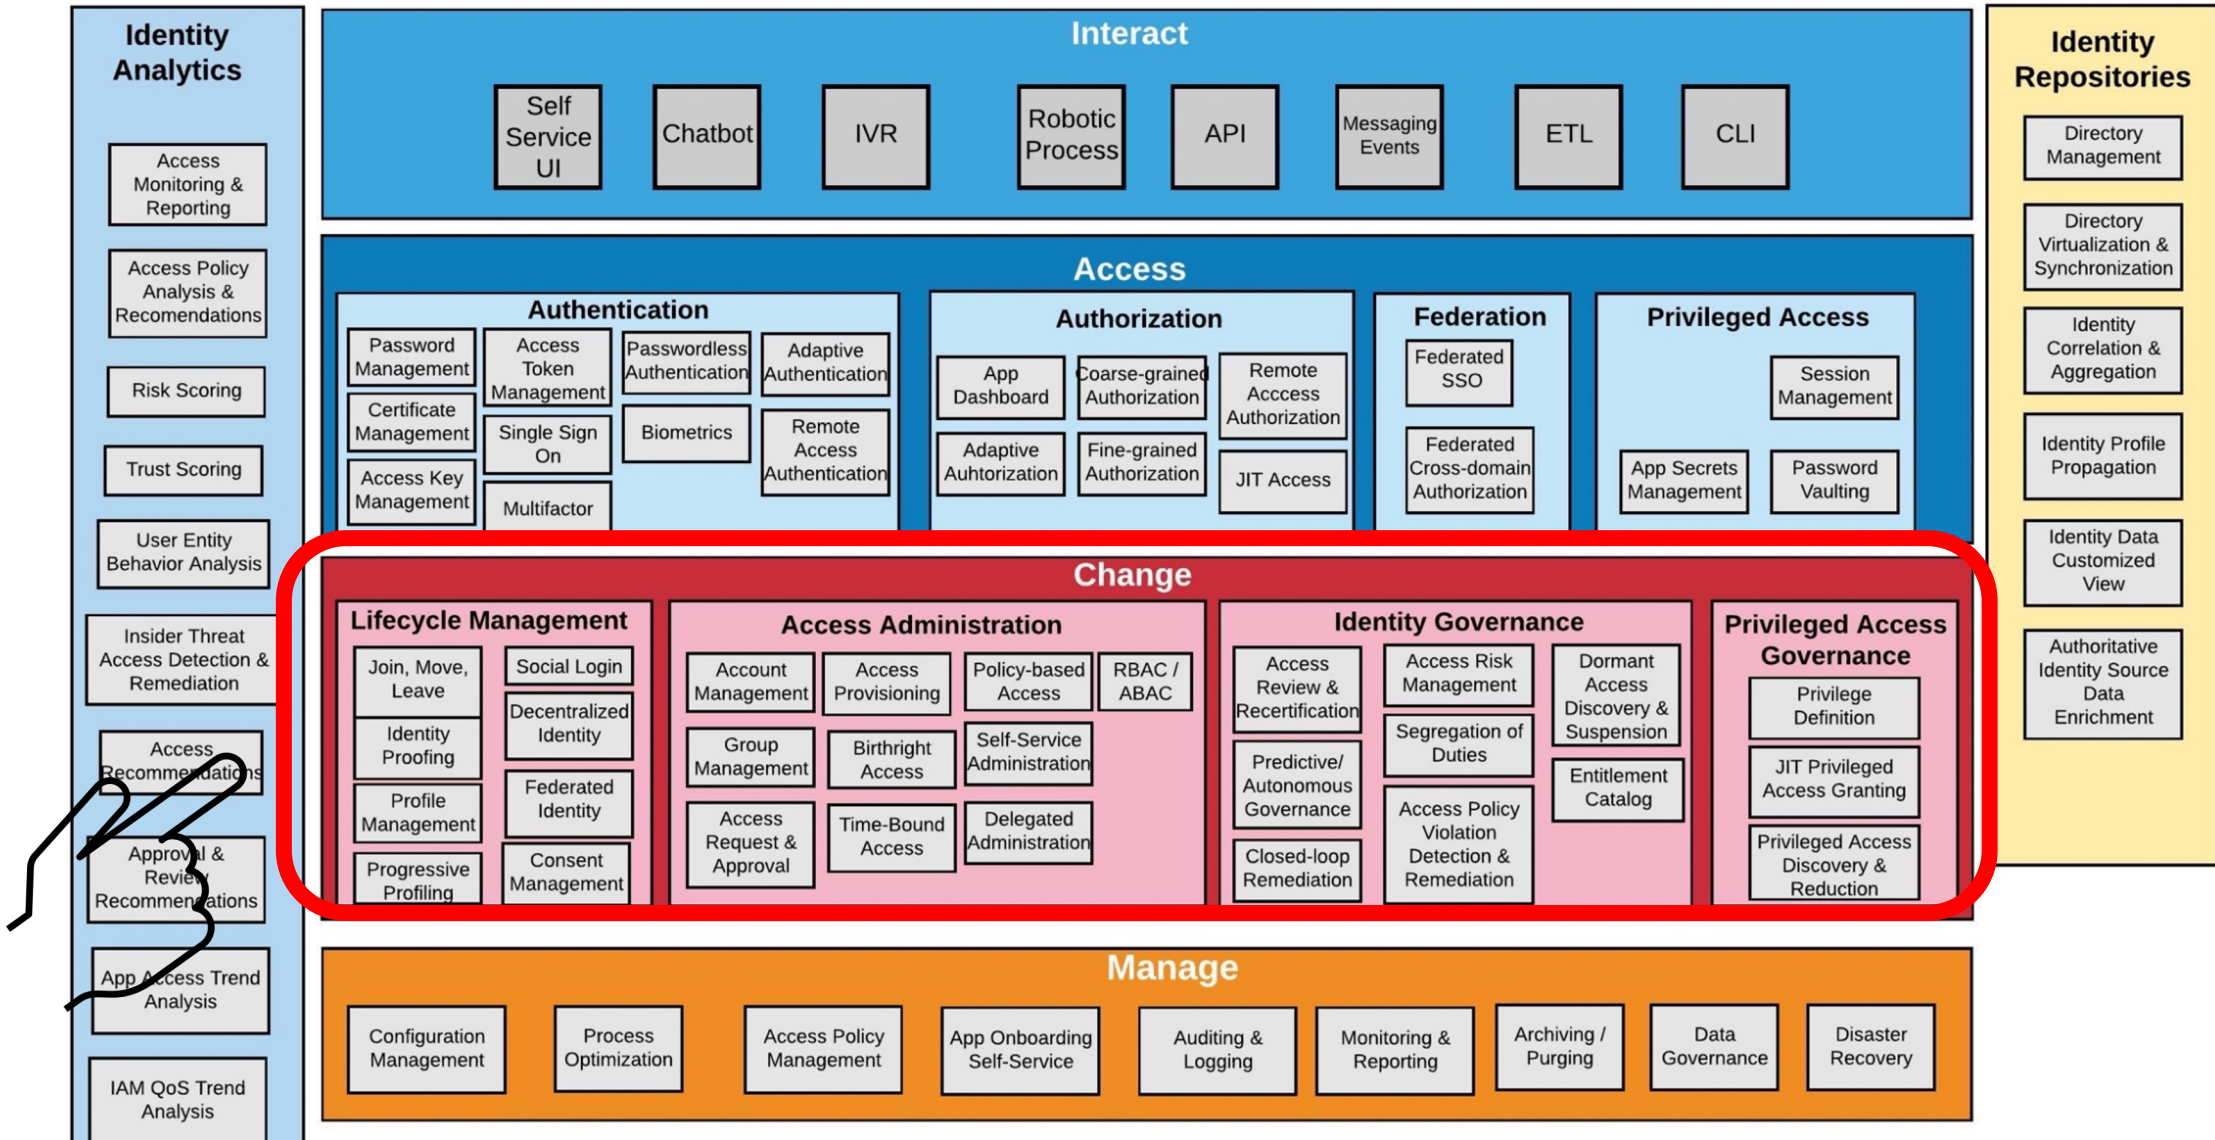 Identity
Analytics
Access
Monitoring &
Reporting
Access Policy
Analysis &
Recomendations
Risk Scoring
Trust Scoring
User Entity
Behavior Analysis
Insider Threat
Access Detection &
Remediation
Access
Recommendations
Approval &
Review
Recommendations
App Access Trend
Analysis
IAM QoS Trend
Analysis
Interact
Self
Service
UI
Chatbot
IVR
Robotic
Process
API
Messaging
Events
ETL
CLI
Access
Authentication
Password
Management
Certificate
Management
Access Key
Management
Access
Token
Management
Single Sign
On
Multifactor
Passwordless
Authentication
Biometrics
Adaptive
Authentication
Remote
Access
Authentication
Authorization
App
Dashboard
Adaptive
Auhtorization
Coarse-grained
Authorization
Fine-grained
Authorization
Remote
Acccess
Authorization
JIT Access
Federation
Federated
SSO
Federated
Cross-domain
Authorization
Privileged Access
Session
Management
App Secrets
Management
Password
Vaulting
Change
Lifecycle Management
Join, Move,
Leave
Identity
Proofing
Profile
Management
Progressive
Profiling
Social Login
Decentralized
Identity
Federated
Identity
Consent
Management
Access Administration
Account
Management
Group
Management
Access
Request &
Approval
Access
Provisioning
Birthright
Access
Time-Bound
Access
Policy-based
Access
Self-Service
Administration
Delegated
Administration
RBAC /
ABAC
Identity Governance
Access
Review &
Recertification
Predictive/
Autonomous
Governance
Closed-loop
Remediation
Access Risk
Management
Segregation of
Duties
Access Policy
Violation
Detection &
Remediation
Dormant
Access
Discovery &
Suspension
Entitlement
Catalog
Privileged Access
Governance
Privilege
Definition
JIT Privileged
Access Granting
Privileged Access
Discovery &
Reduction
Manage
Configuration
Management
Process
Optimization
Access Policy
Management
App Onboarding
Self-Service
Auditing &
Logging
Monitoring &
Reporting
Archiving /
Purging
Data
Governance
Disaster
Recovery
Identity
Repositories
Directory
Management
Directory
Virtualization &
Synchronization
Identity
Correlation &
Aggregation
Identity Profile
Propagation
Identity Data
Customized
View
Authoritative
Identity Source
Data
Enrichment